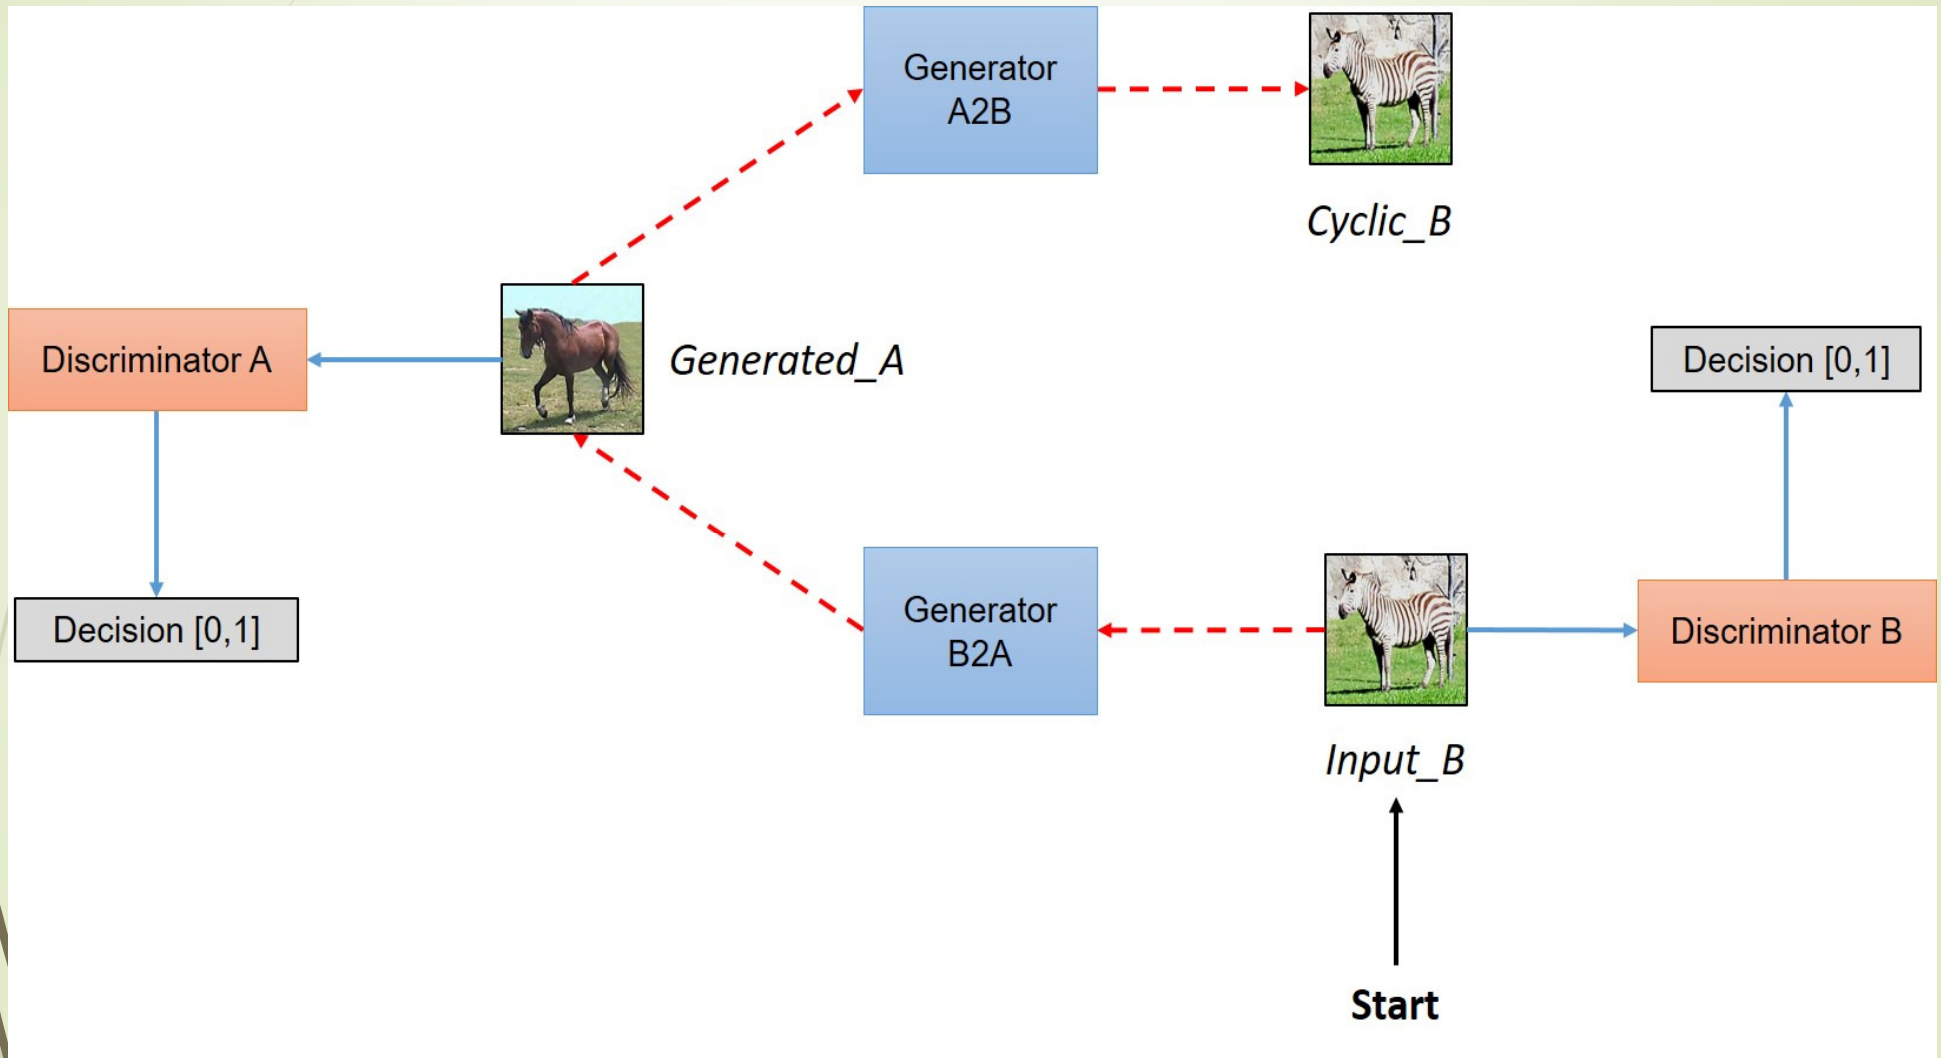 Generator
A2B
Cyclic_B
Discriminator A
Generated_A
Decision [0,1]
Decision [0,1]
Generator
B2A
Discriminator B
Input_B
Start